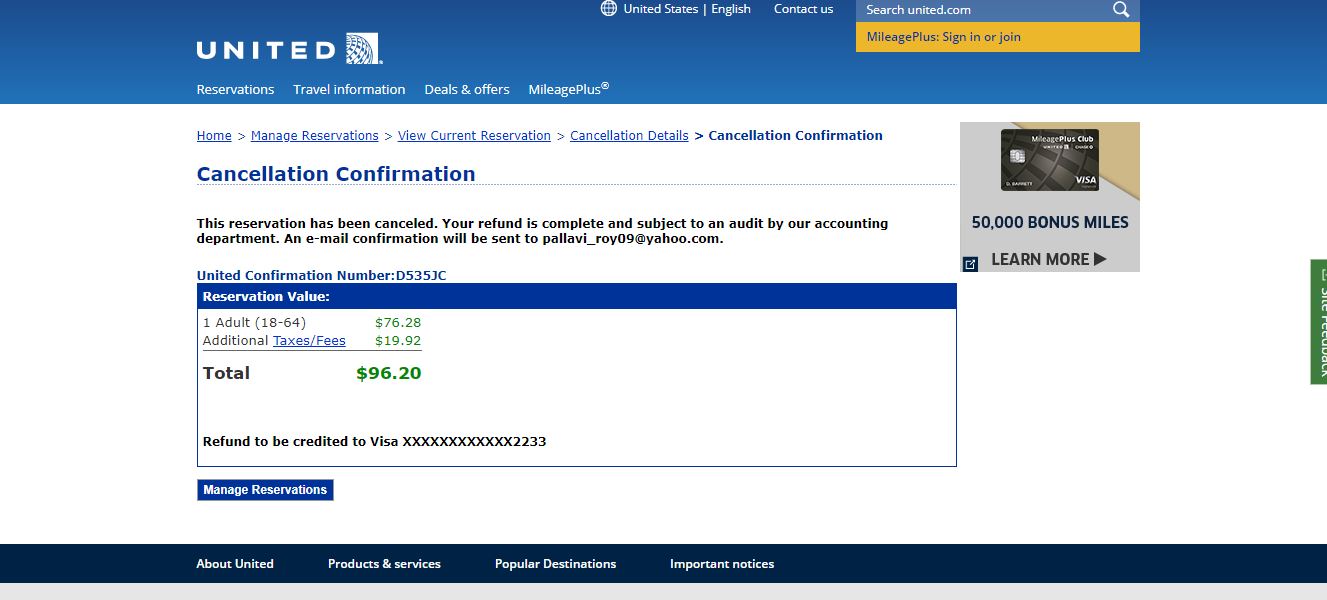 United States | English
Contact us
Search united.com
MileagePlus: Sign in or join
UNITED
Reservations
Travel information
Deals & offers
MileagePlus®
Home > Manage Reservations > View Current Reservation > Cancellation Details > Cancellation Confirmation
Cancellation Confirmation
This reservation has been canceled. Your refund is complete and subject to an audit by our accounting
department. An e-mail confirmation will be sent to pallavi_roy09@yahoo.com.
United Confirmation Number:D535JC
Reservation Value:
1 Adult (18-64) $76.28
Additional Taxes/Fees $19.92
Total $96.20
Refund to be credited to Visa XXXXXXXXXXXX2233
Manage Reservations
MileagePlus Club
UNITED CHASE
D. BARRETT
VISA
50,000 BONUS MILES
LEARN MORE
Site Feedback
About United
Products & services
Popular Destinations
Important notices